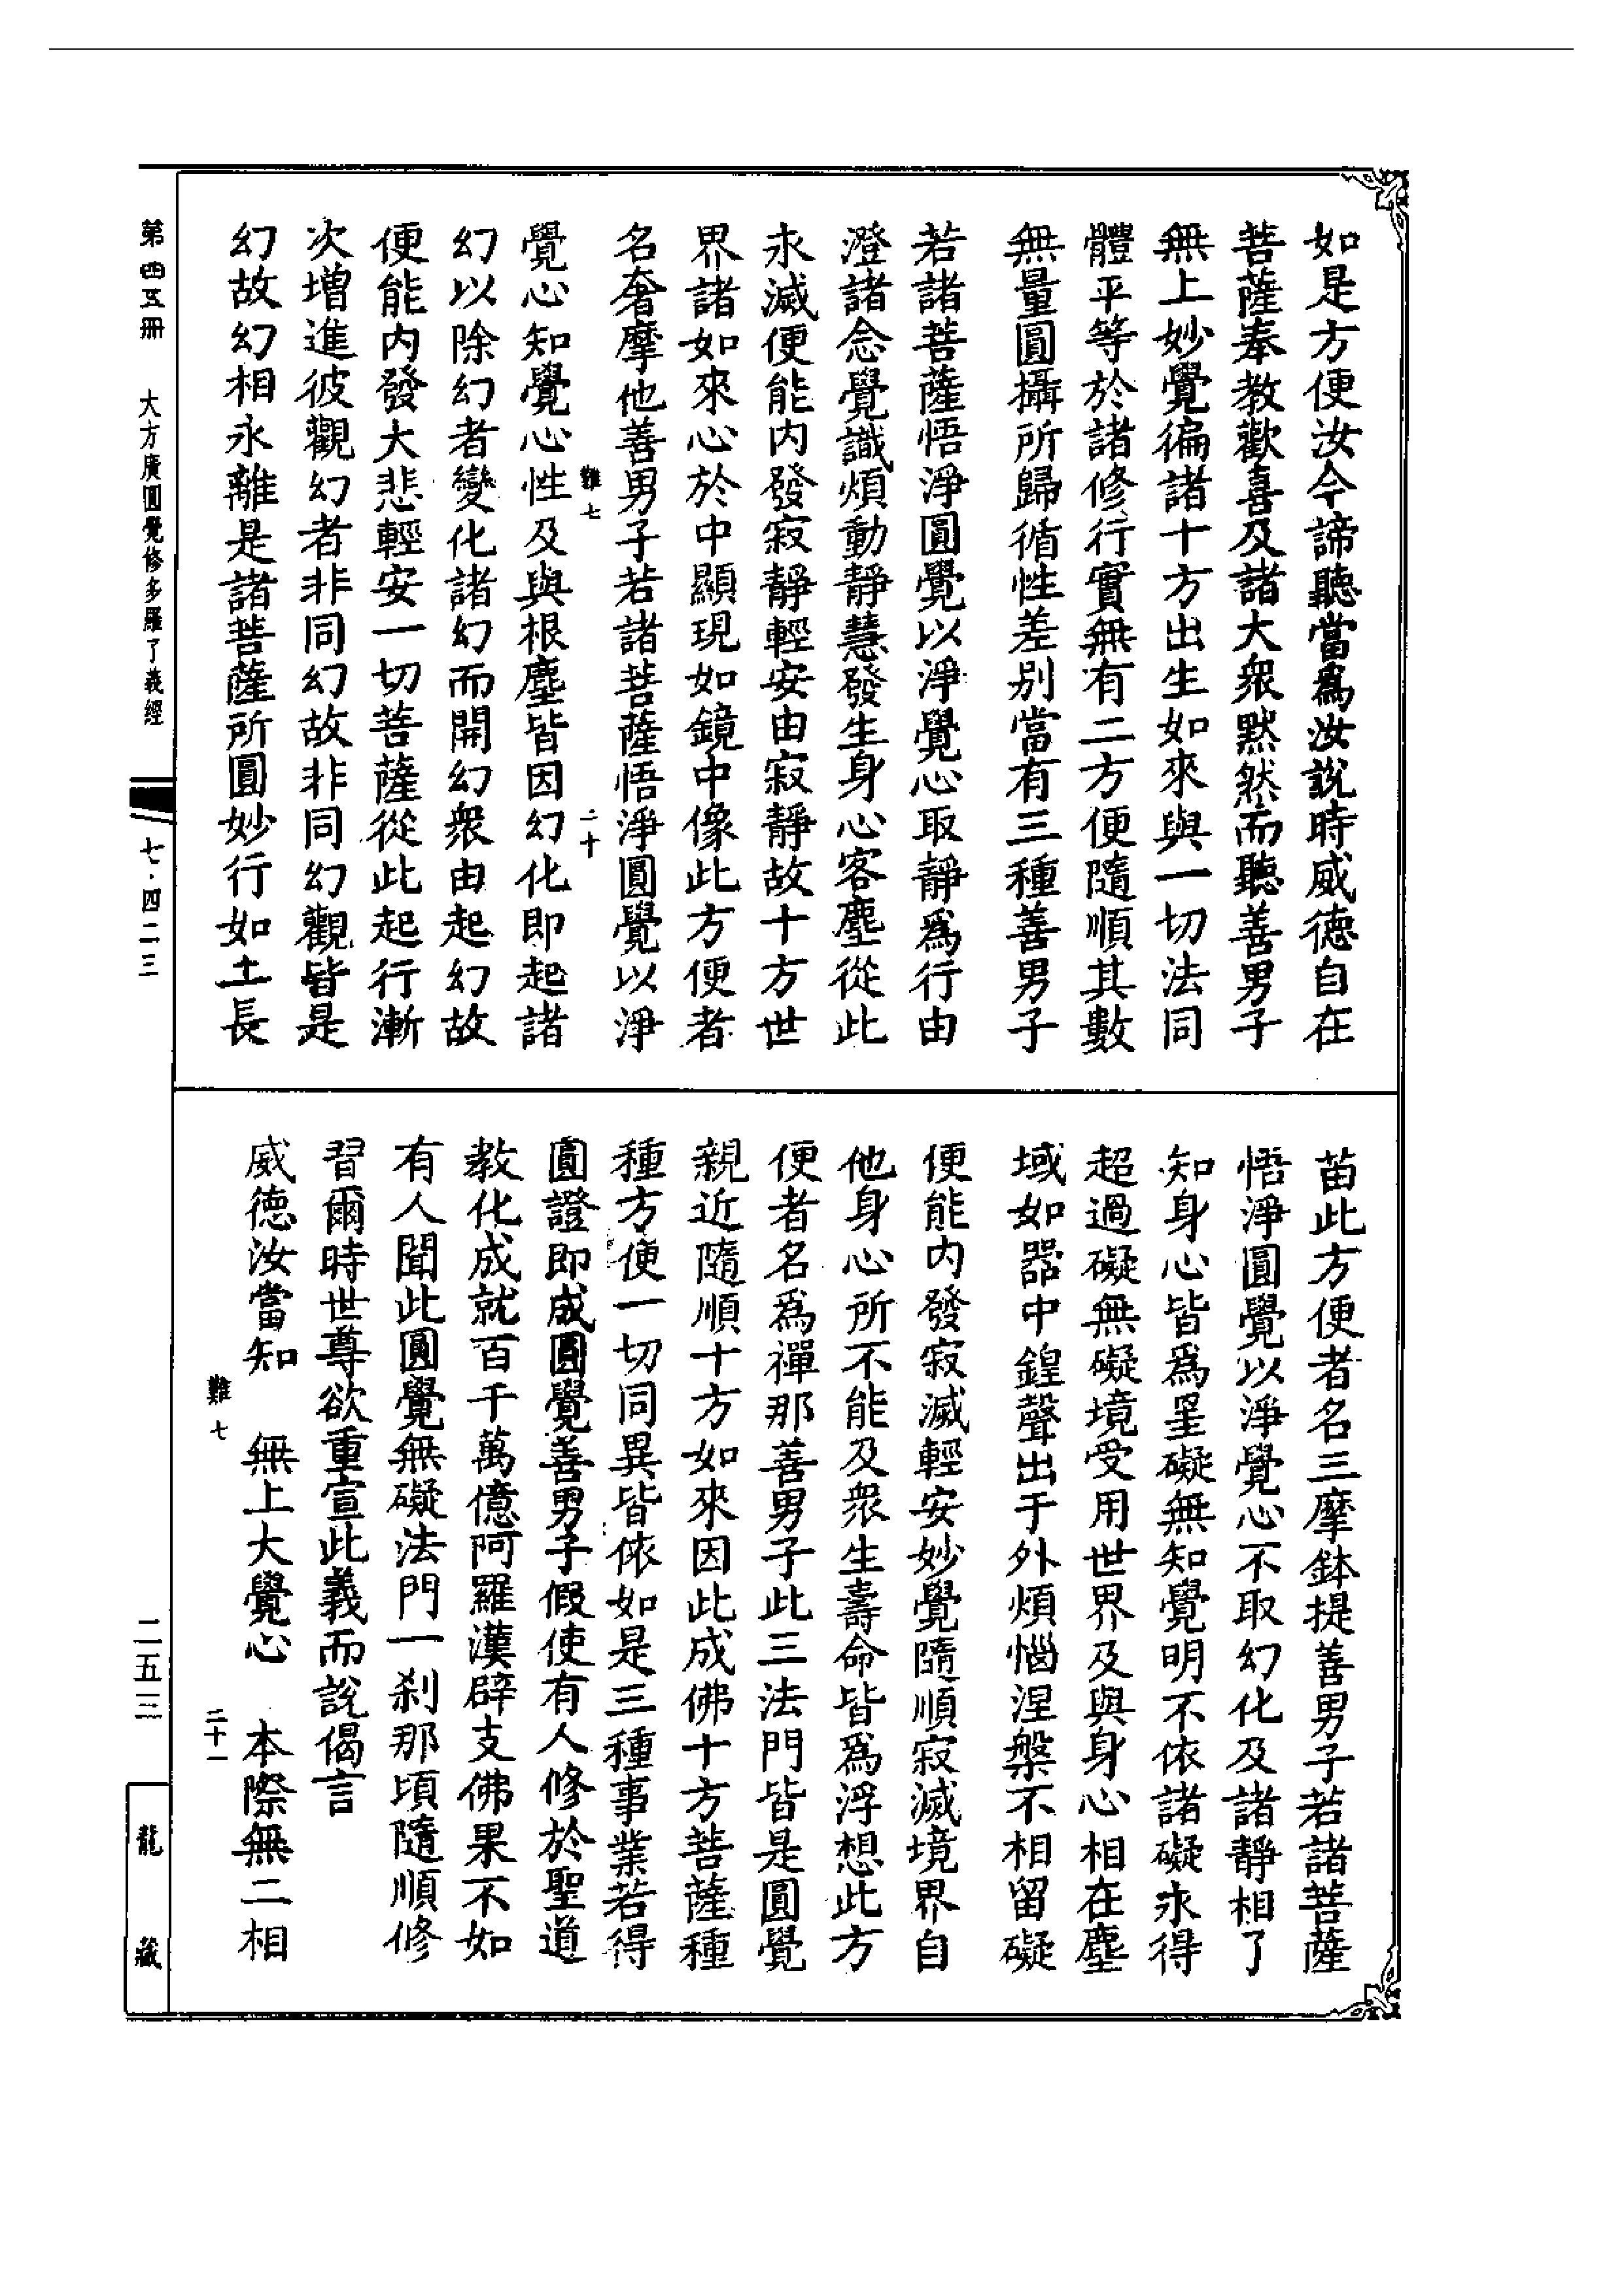 如是方便汝今諦聽當爲汝說時威德自在
菩薩奉教歡喜及諸大衆默然而聽善男子
無上妙覺徧諸十方出生如來與一切法同
體平等於諸修行實無有二方便隨順其數
無量圓攝所歸循性差別當有三種善男子
若諸菩薩悟淨圓覺以淨覺心取靜爲行由
澄諸念覺識煩動靜慧發生身心客塵從此
永滅便能内發寂靜輕安由寂靜故十方世
界諸如來心於中顯現如鏡中像此方便者
名奢摩他善男子若諸菩薩悟淨圓覺以淨
難七 二十
覺心知覺心性及與根塵皆因幻化即起諸
幻以除幻者變化諸幻而開幻衆由起幻故
便能内發大悲輕安一切菩薩從此起行漸
次增進彼觀幻者非同幻故非同幻觀皆是
幻故幻相永離是諸菩薩所圓妙行如土長
苗此方便者名三摩鉢提善男子若諸菩薩
悟淨圓覺以淨覺心不取幻化及諸靜相了
知身心皆爲罣礙無知覺明不依諸礙永得
超過礙無礙境受用世界及與身心相在塵
域如器中鍠聲出于外煩惱涅槃不相留礙
便能内發寂滅輕安妙覺隨順寂滅境界自
他身心所不能及衆生壽命皆爲浮想此方
便者名爲禪那善男子此三法門皆是圓覺
親近隨順十方如來因此成佛十方菩薩種
種方便一切同異皆依如是三種事業若得
圓證即成圓覺善男子假使有人修於聖道
教化成就百千萬億阿羅漢辟支佛果不如
有人聞此圓覺無礙法門一刹那頃隨順修
習爾時世尊欲重宣此義而說偈言
威德汝當知 無上大覺心 本際無二相
難七 二十一
第四五册 大方廣圓覺修多羅了義經 七·四二三
二五三 龍藏